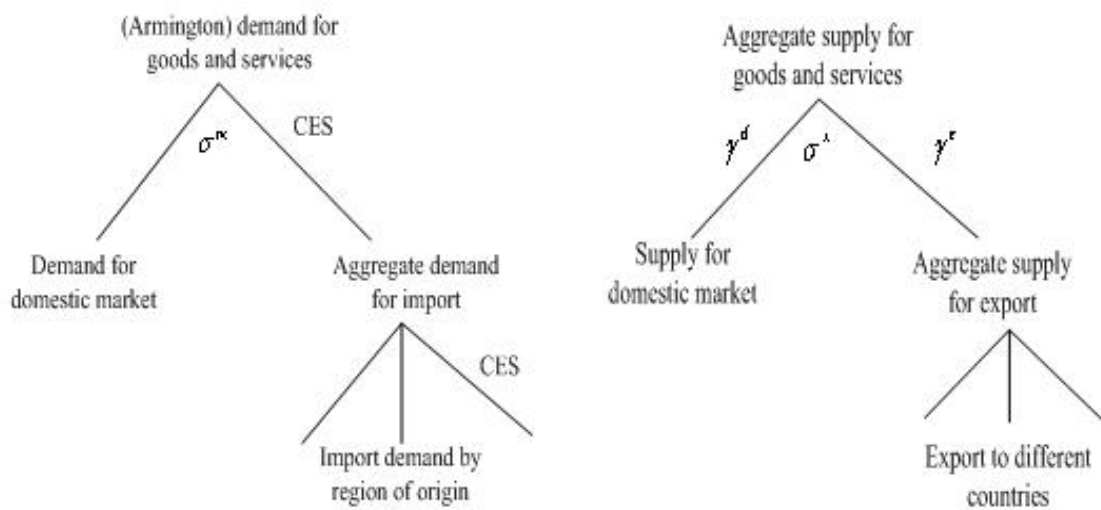 (Armington) demand for
goods and services
CES
Demand for
domestic market
Aggregate demand
for import
CES
Import demand by
region of origin
Aggregate supply for
goods and services
γᵈ
γᵉ
Supply for
domestic market
Aggregate supply
for export
Export to different
countries